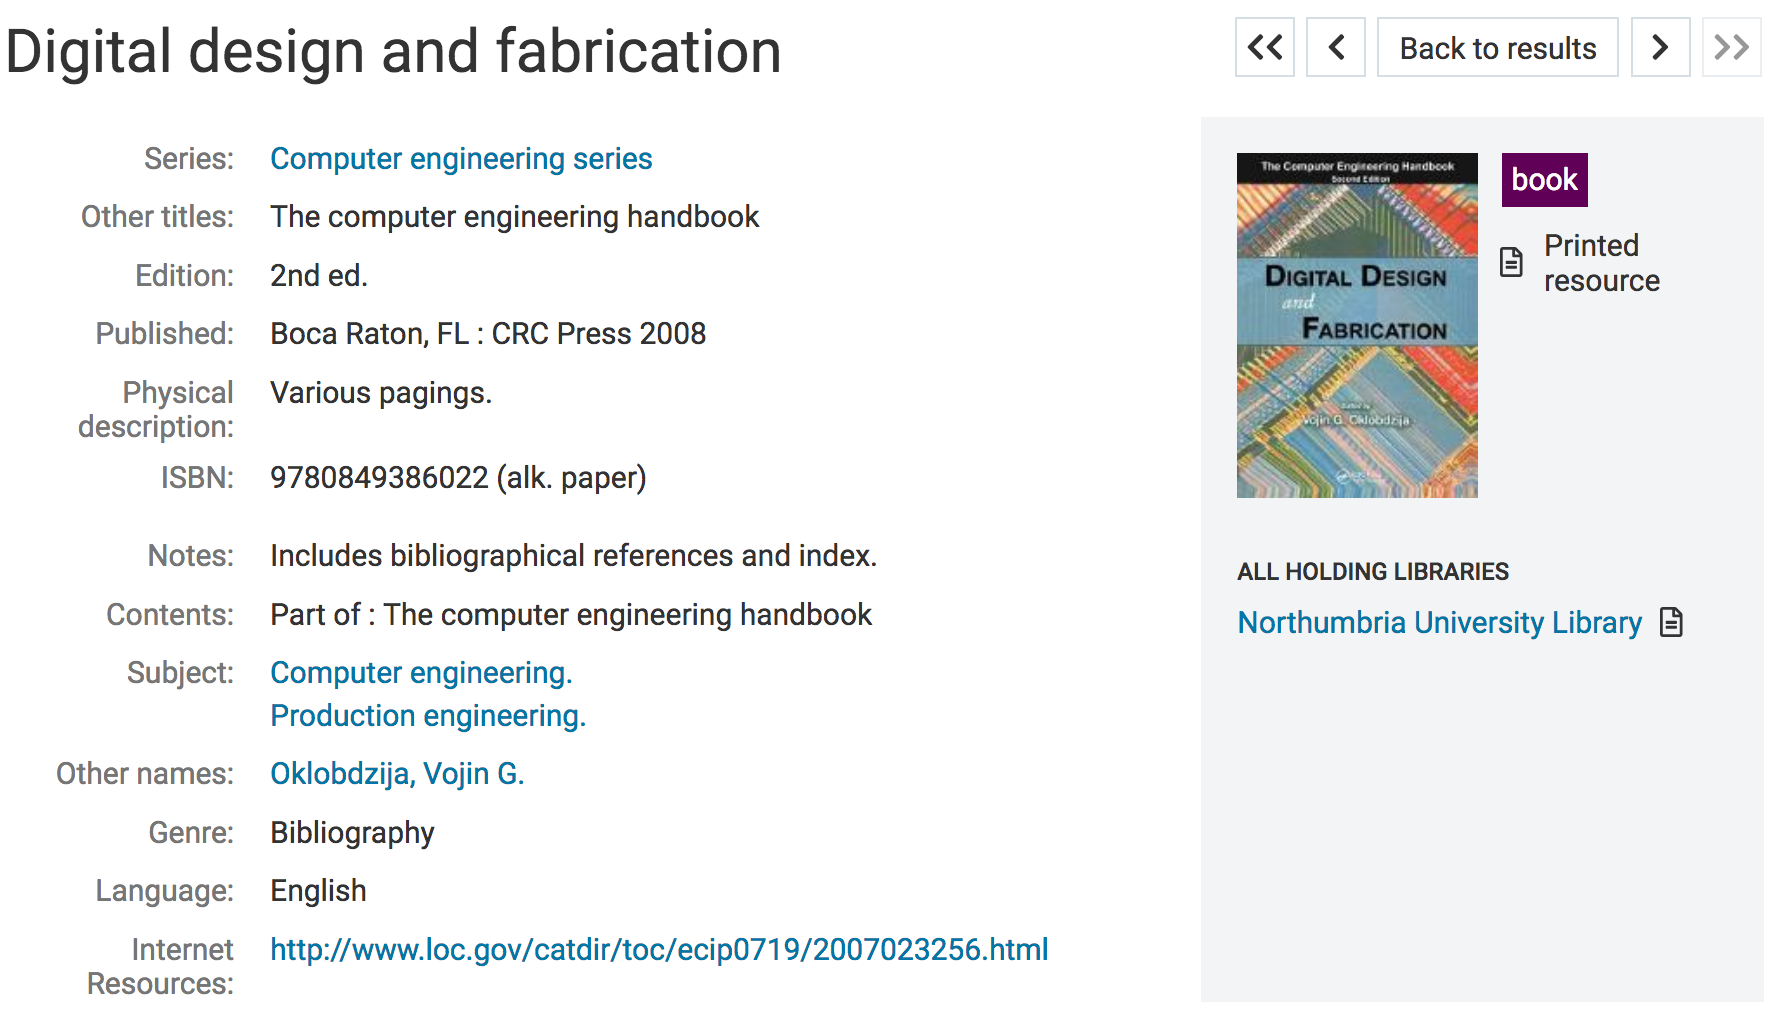 Digital design and fabrication
Back to results
Series: Computer engineering series
Other titles: The computer engineering handbook
Edition: 2nd ed.
Published: Boca Raton, FL : CRC Press 2008
Physical description: Various pagings.
ISBN: 9780849386022 (alk. paper)
Notes: Includes bibliographical references and index.
Contents: Part of : The computer engineering handbook
Subject: Computer engineering.
Production engineering.
Other names: Oklobdzija, Vojin G.
Genre: Bibliography
Language: English
Internet Resources: http://www.loc.gov/catdir/toc/ecip0719/2007023256.html
The Computer Engineering Handbook
Second Edition
DIGITAL DESIGN
and
FABRICATION
Edited by
Vojin G. Oklobdzija
book
Printed
resource
ALL HOLDING LIBRARIES
Northumbria University Library